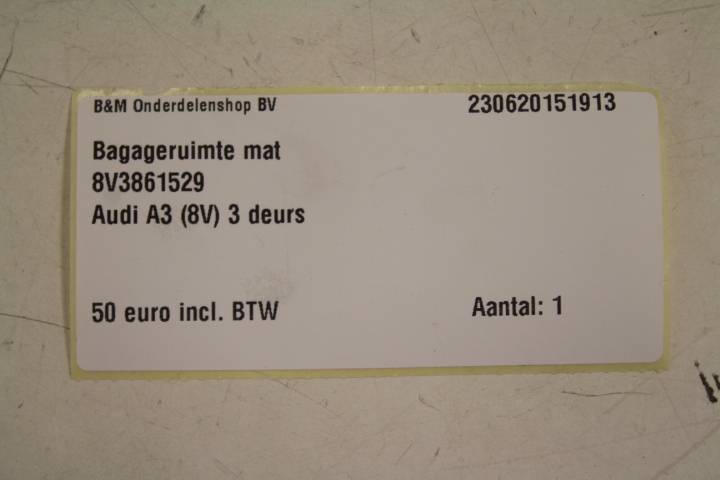 B&M Onderdelenshop BV 230620151913
Bagageruimte mat
8V3861529
Audi A3 (8V) 3 deurs
50 euro incl. BTW Aantal: 1